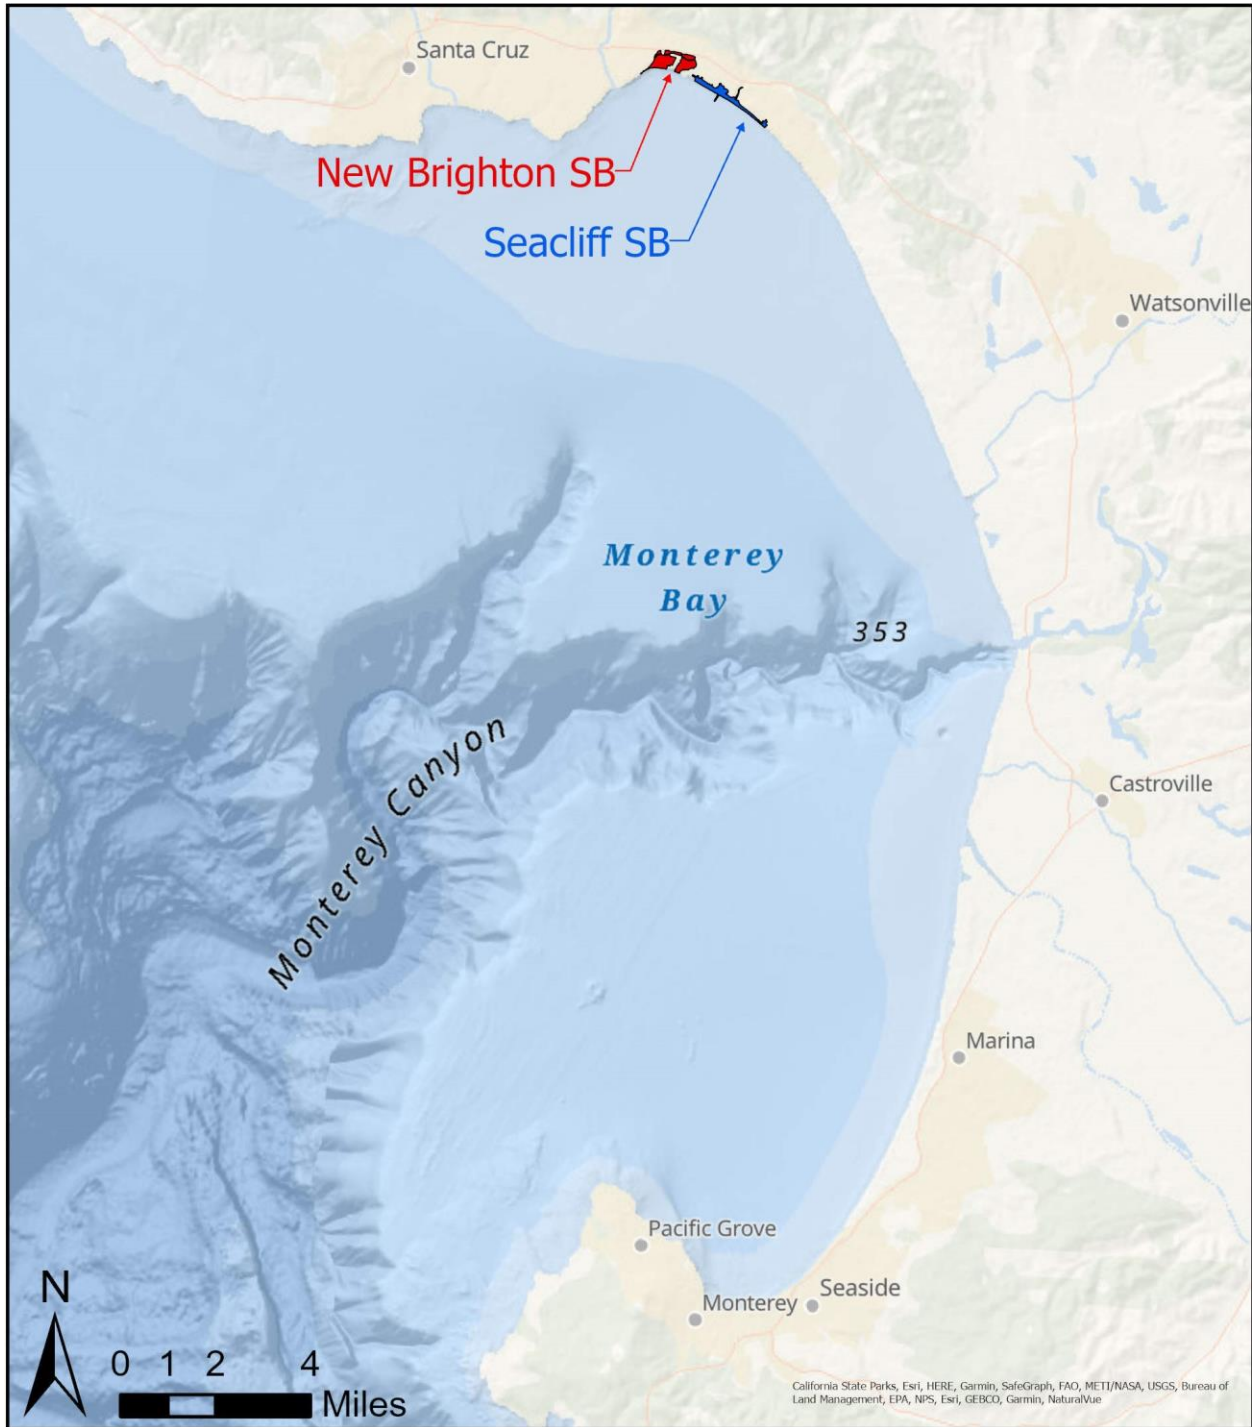 Santa Cruz
New Brighton SB
Seacliff SB
Watsonville
Monterey
Bay
353
Monterey Canyon
Castroville
Marina
Pacific Grove
Monterey
Seaside
N
0 1 2 4
Miles
California State Parks, Esri, HERE, Garmin, SafeGraph, FAO, METI/NASA, USGS, Bureau of
Land Management, EPA, NPS, Esri, GEBCO, Garmin, NaturalVue